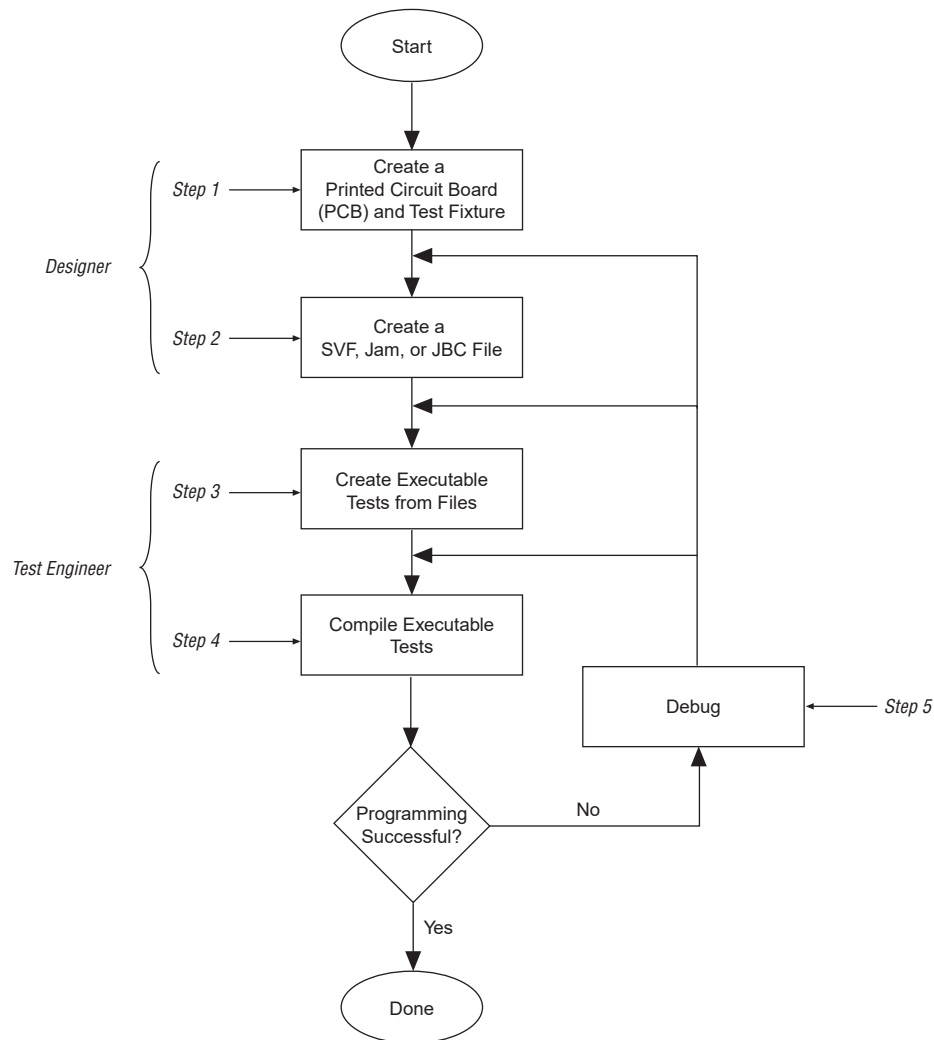 Start
Step 1
Create a
Printed Circuit Board
(PCB) and Test Fixture
Designer
Step 2
Create a
SVF, Jam, or JBC File
Step 3
Create Executable
Tests from Files
Test Engineer
Step 4
Compile Executable
Tests
Debug
Step 5
Programming
Successful?
No
Yes
Done